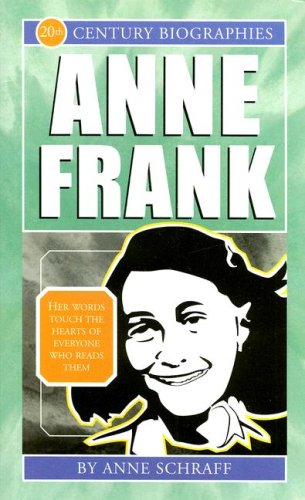 20th CENTURY BIOGRAPHIES
ANNE
FRANK
HER WORDS
TOUCH THE
HEARTS OF
EVERYONE
WHO READS
THEM
BY ANNE SCHRAFF